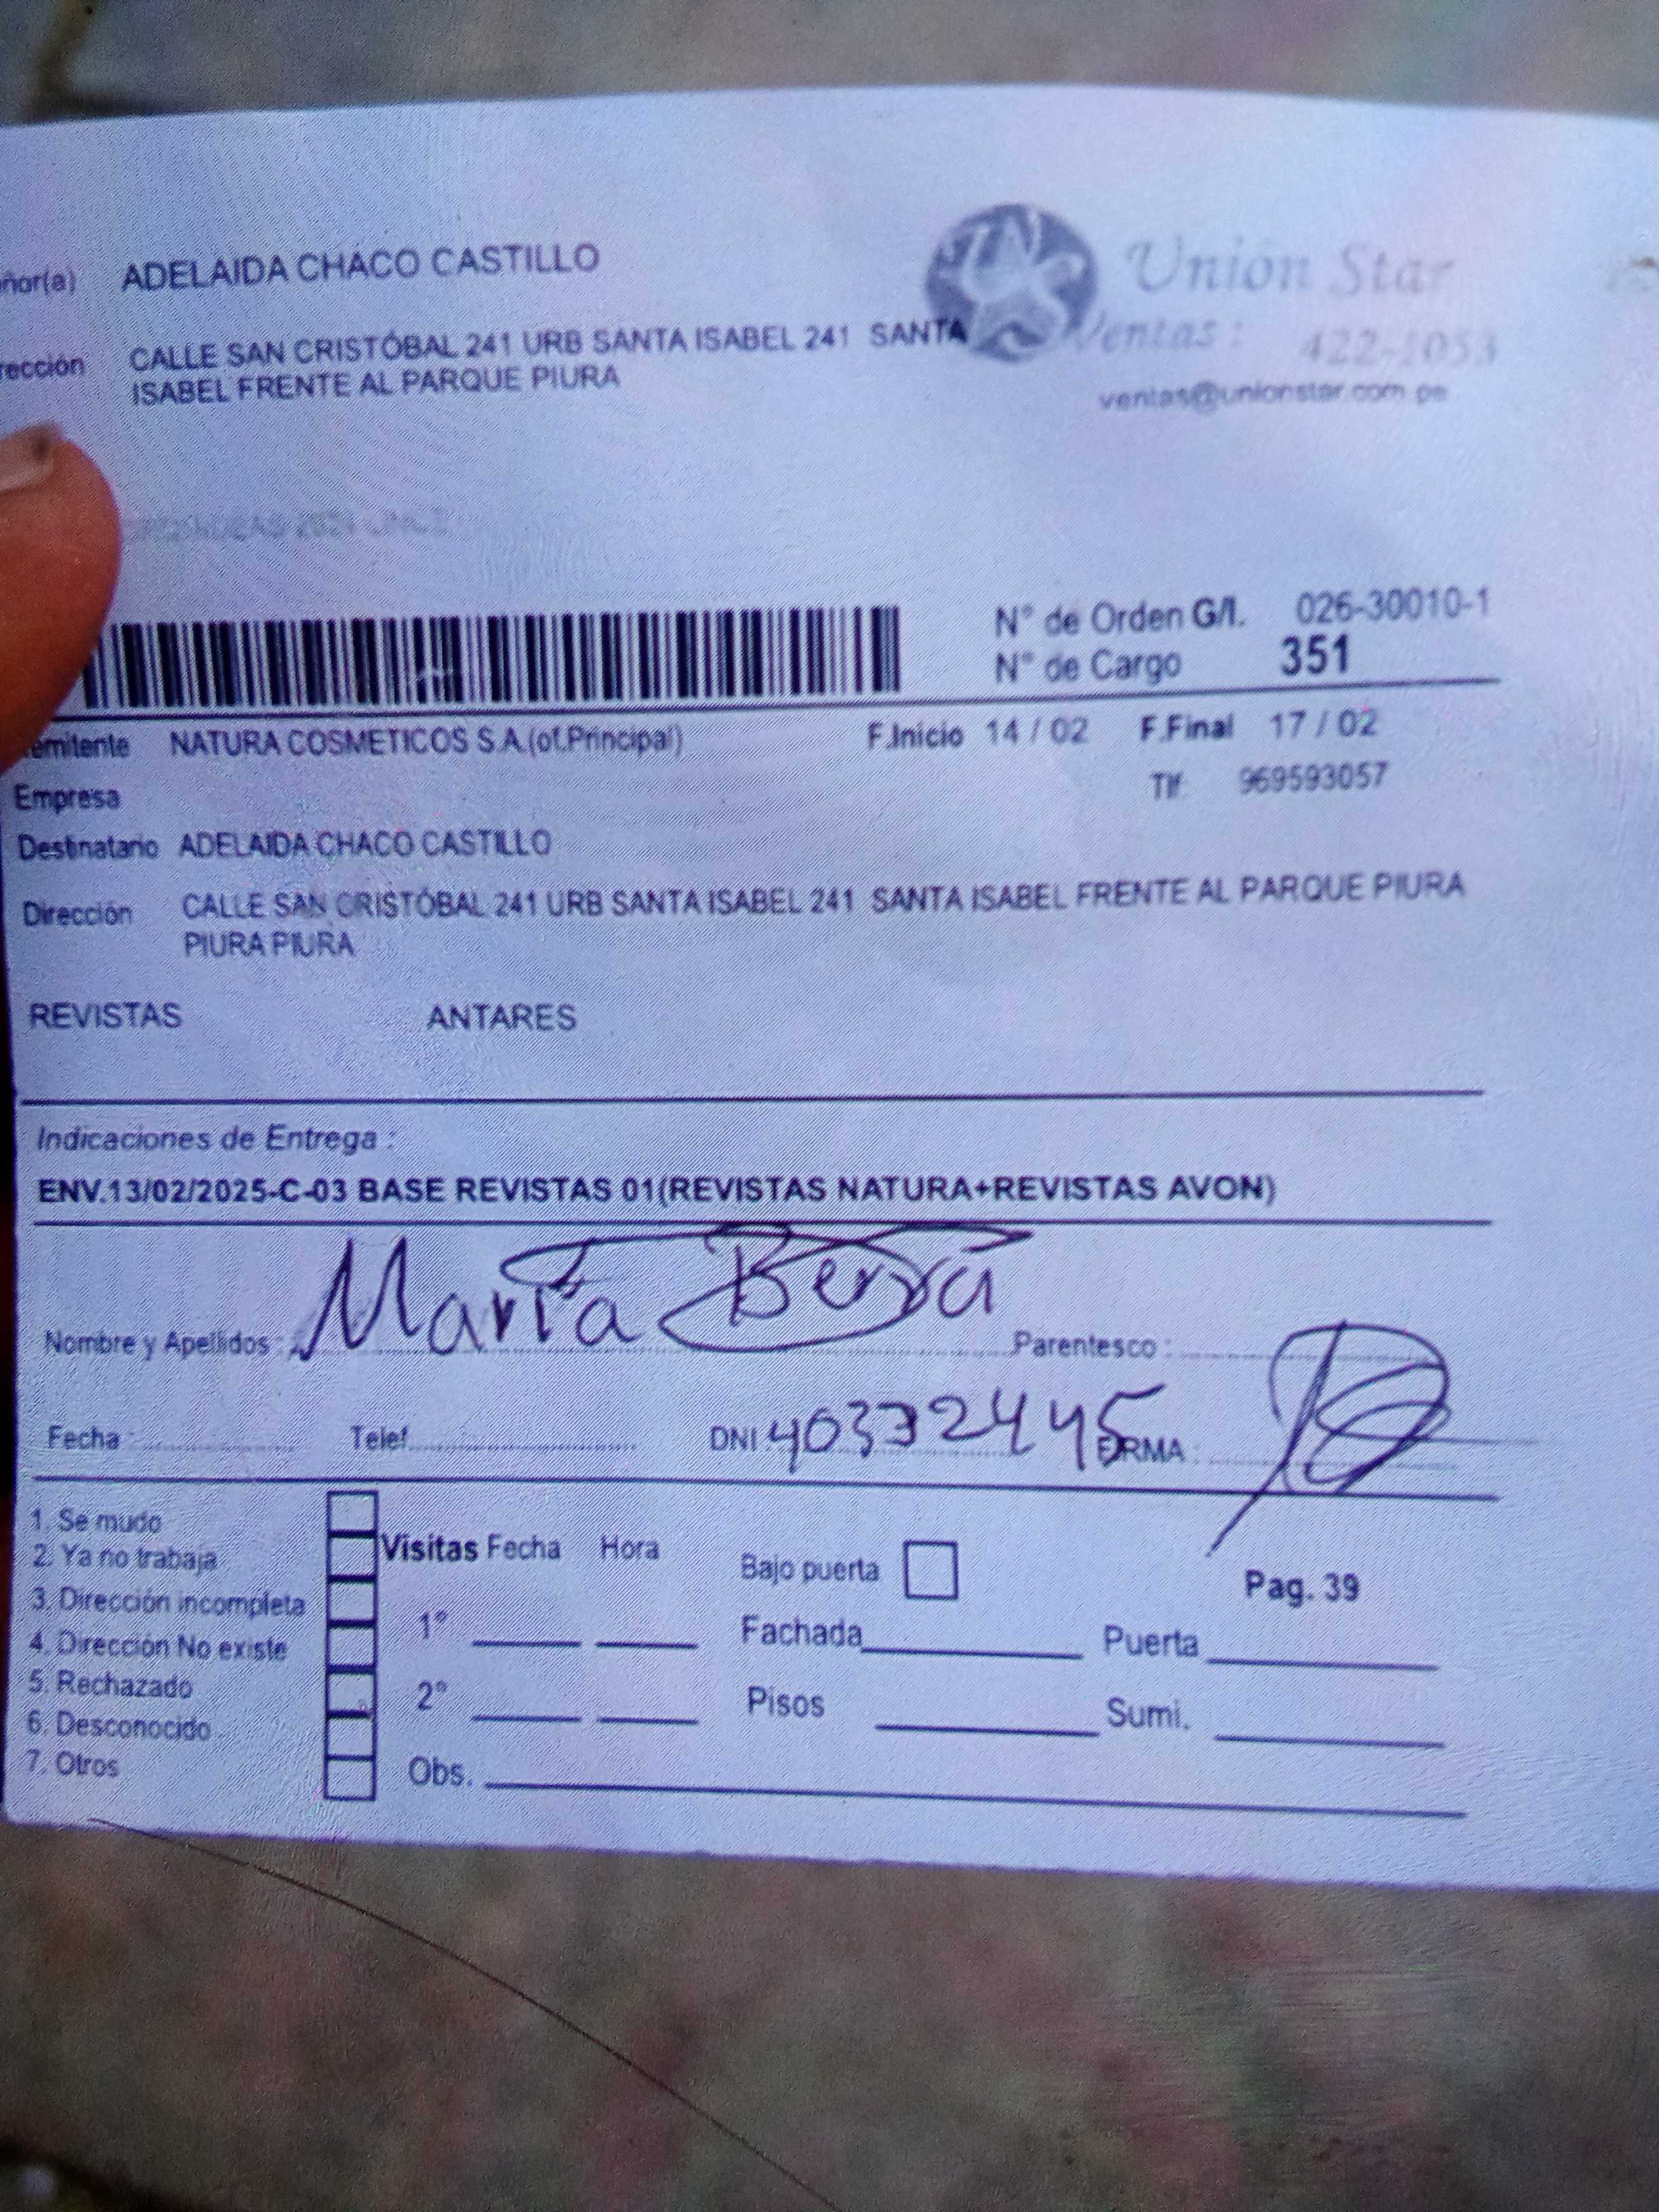 ñor(a) ADELAIDA CHACO CASTILLO
Unión Star
rección CALLE SAN CRISTÓBAL 241 URB SANTA ISABEL 241 SANTA
ISABEL FRENTE AL PARQUE PIURA
Ventas : 422-1053
ventas@unionstar.com.pe
N° de Orden G/I. 026-30010-1
N° de Cargo 351
emitente NATURA COSMETICOS S.A.(of.Principal) F.Inicio 14 / 02 F.Final 17 / 02
Empresa Tlf: 969593057
Destinatario ADELAIDA CHACO CASTILLO
Dirección CALLE SAN CRISTÓBAL 241 URB SANTA ISABEL 241 SANTA ISABEL FRENTE AL PARQUE PIURA
PIURA PIURA
REVISTAS ANTARES
Indicaciones de Entrega :
ENV.13/02/2025-C-03 BASE REVISTAS 01(REVISTAS NATURA+REVISTAS AVON)
Nombre y Apellidos : Maria Parentesco :
Fecha : Telef. DNI: 40332445 FIRMA :
1. Se mudo
2. Ya no trabaja Visitas Fecha Hora Bajo puerta
3. Dirección incompleta Pag. 39
4. Dirección No existe 1° Fachada Puerta
5. Rechazado
6. Desconocido 2° Pisos Sumi.
7. Otros Obs.